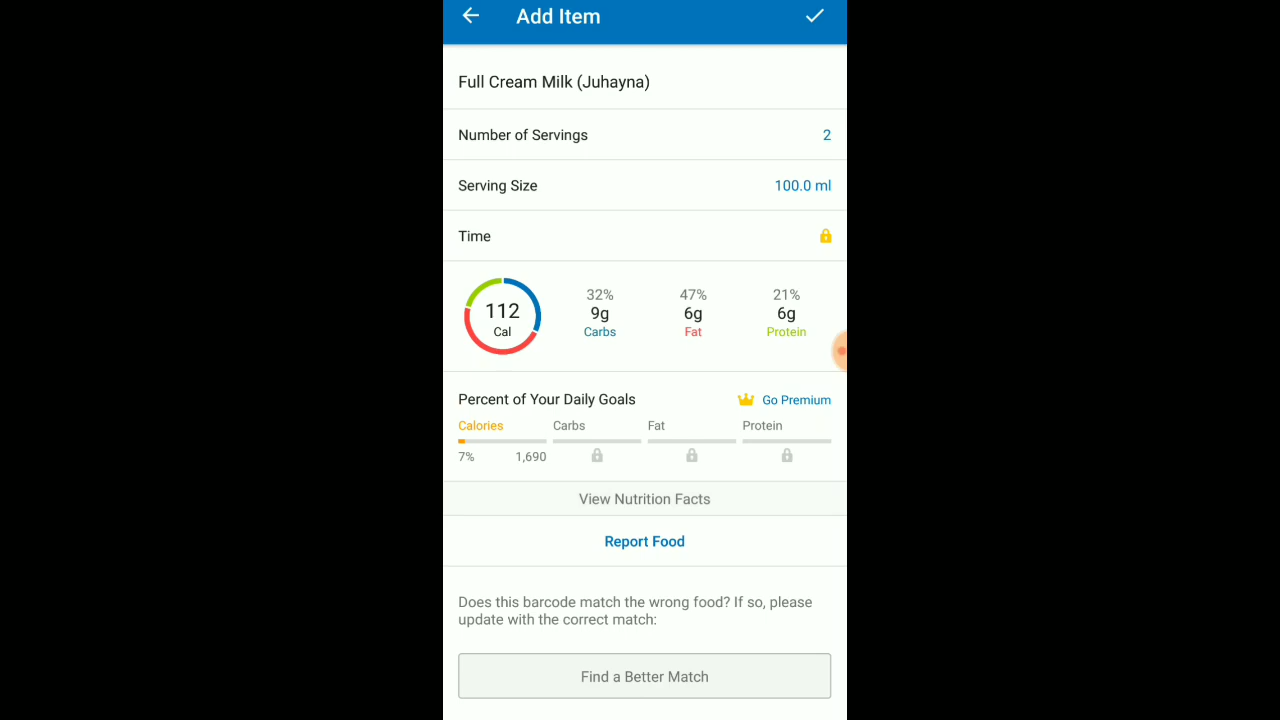 Add Item
Full Cream Milk (Juhayna)
Number of Servings 2
Serving Size 100.0 ml
Time
112 Cal
32% 47% 21%
9g 6g 6g
Carbs Fat Protein
Percent of Your Daily Goals Go Premium
Calories Carbs Fat Protein
7% 1,690
View Nutrition Facts
Report Food
Does this barcode match the wrong food? If so, please
update with the correct match:
Find a Better Match